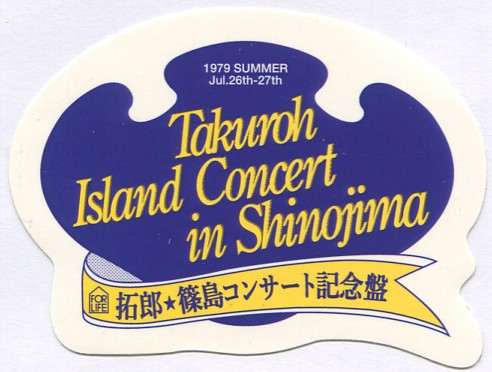 1979 SUMMER
Jul.26th-27th
Takuroh
Island Concert
in Shinojima
FOR
LIFE
拓郎★篠島コンサート記念盤